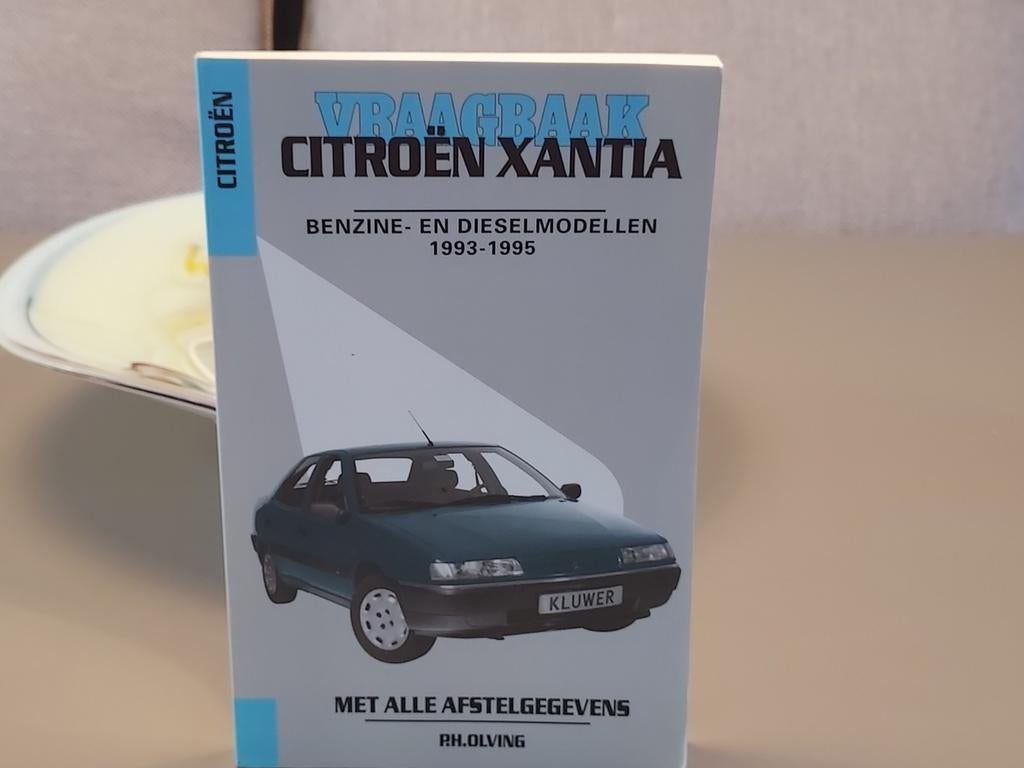 CITROËN
VRAAGBAAK
CITROËN XANTIA
BENZINE- EN DIESELMODELLEN
1993-1995
KLUWER
MET ALLE AFSTELGEGEVENS
P.H.OLVING